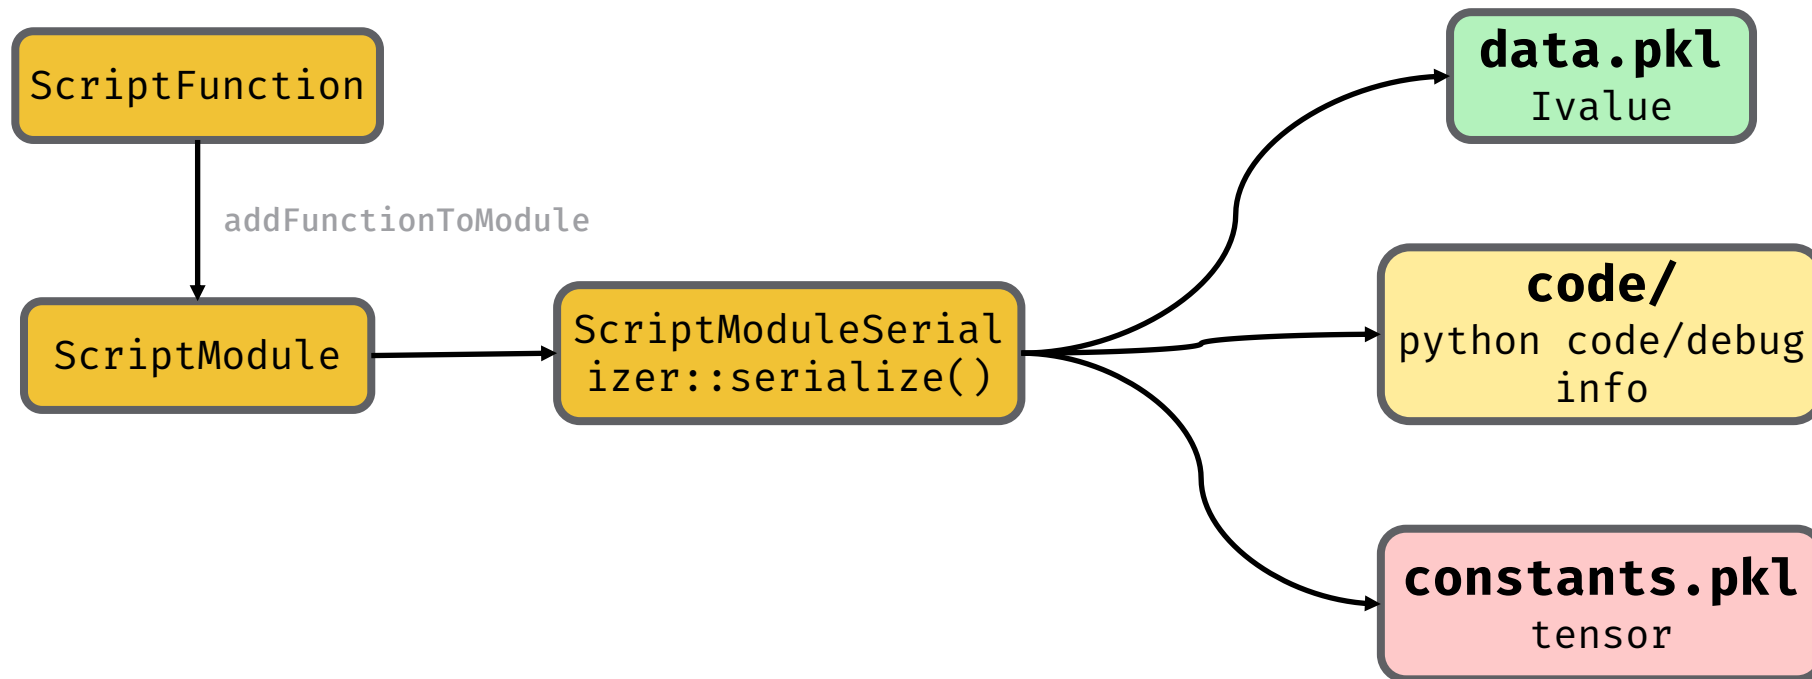 ScriptFunction
addFunctionToModule
ScriptModule
ScriptModuleSerial
izer::serialize()
data.pkl
Ivalue
code/
python code/debug
info
constants.pkl
tensor